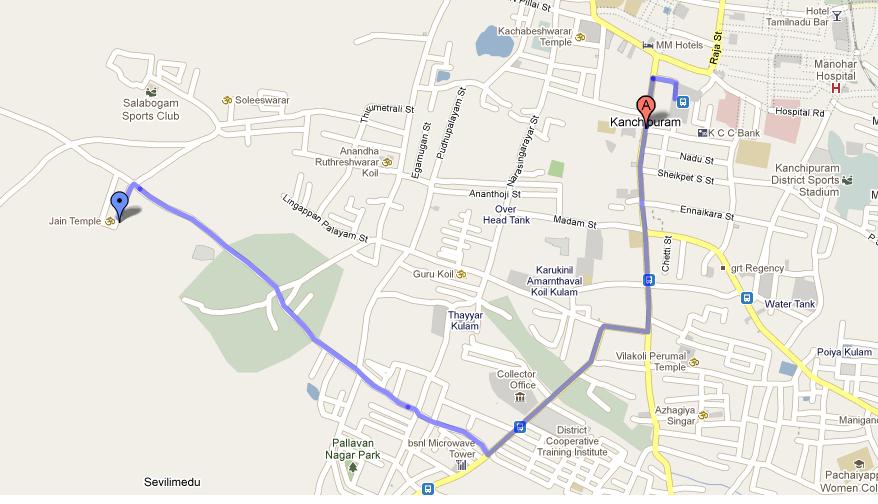 Pillai St
Kachabeshwarar
Temple
Hotel
Tamilnadu Bar
MM Hotels
Raja St
Manohar
Hospital
H
Soleeswarar
Salabogam
Sports Club
Thirumetrali St
Egamugan St
Pudhupalayam St
Narasingarayar St
A
Kanchipuram
Hospital Rd
K C C Bank
Anandha
Ruthreshwarar
Koil
Nadu St
Sheikpet S St
Kanchipuram
District Sports
Stadium
Ananthoji St
Lingappan Palayam St
Over
Head Tank
Madam St
Ennaikara St
Jain Temple
Chetti St
Guru Koil
Karukinil
Amarnthaval
Koil Kulam
grt Regency
Water Tank
Thayyar
Kulam
Vilakoli Perumal
Temple
Poiya Kulam
Collector
Office
Azhagiya
Singar
Manigan
Pallavan
Nagar Park
bsnl Microwave
Tower
District
Cooperative
Training Institute
Pachaiyapp
Women Col
Sevilimedu